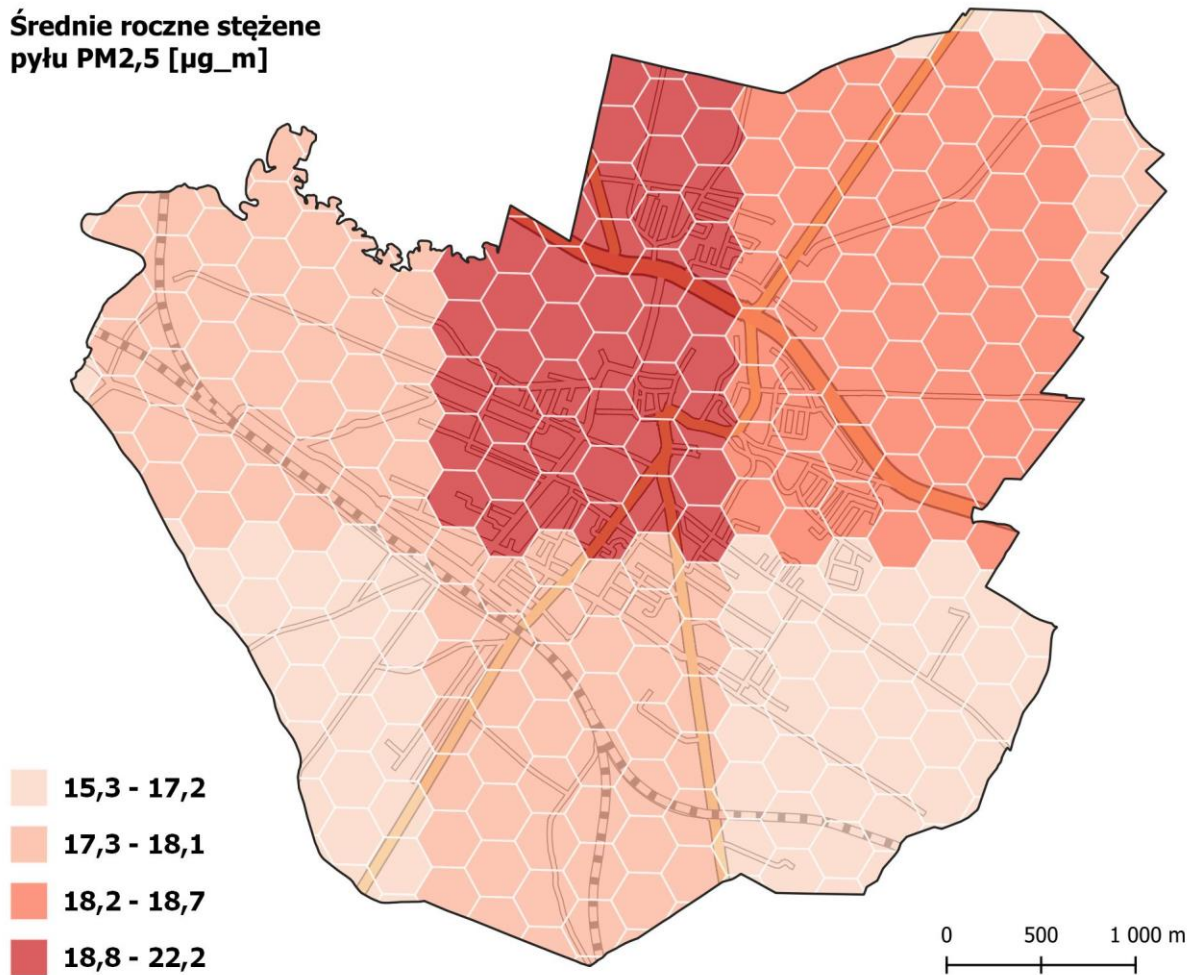 Średnie roczne stężene
pyłu PM2,5 [µg_m]
15,3 - 17,2
17,3 - 18,1
18,2 - 18,7
18,8 - 22,2
0 500 1 000 m